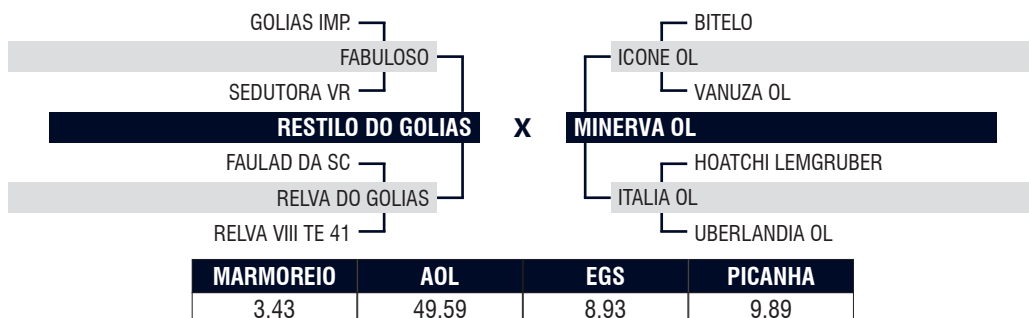 GOLIAS IMP. BITELO
FABULOSO ICONE OL
SEDUTORA VR VANUZA OL
RESTILO DO GOLIAS X MINERVA OL
FAULAD DA SC HOATCHI LEMGRUBER
RELVA DO GOLIAS ITALIA OL
RELVA VIII TE 41 UBERLANDIA OL
MARMOREIO AOL EGS PICANHA
3.43 49.59 8.93 9.89